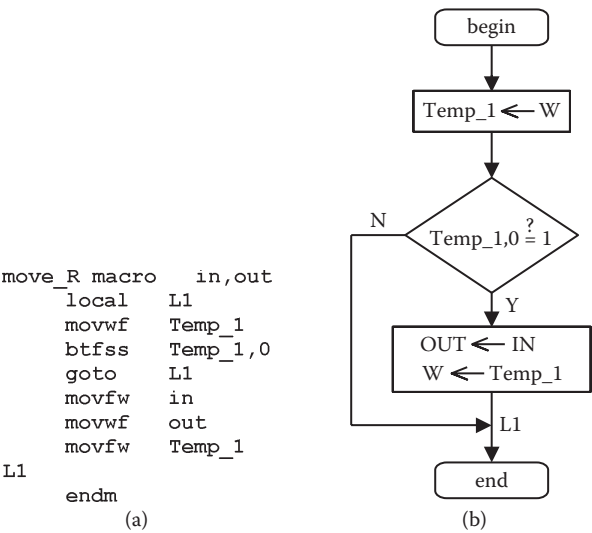 move_R macro in,out
local L1
movwf Temp_1
btfss Temp_1,0
goto L1
movfw in
movwf out
movfw Temp_1
L1
endm
(a)
begin
Temp_1 ← W
Temp_1,0 ≟ 1
N
Y
OUT ← IN
W ← Temp_1
L1
end
(b)